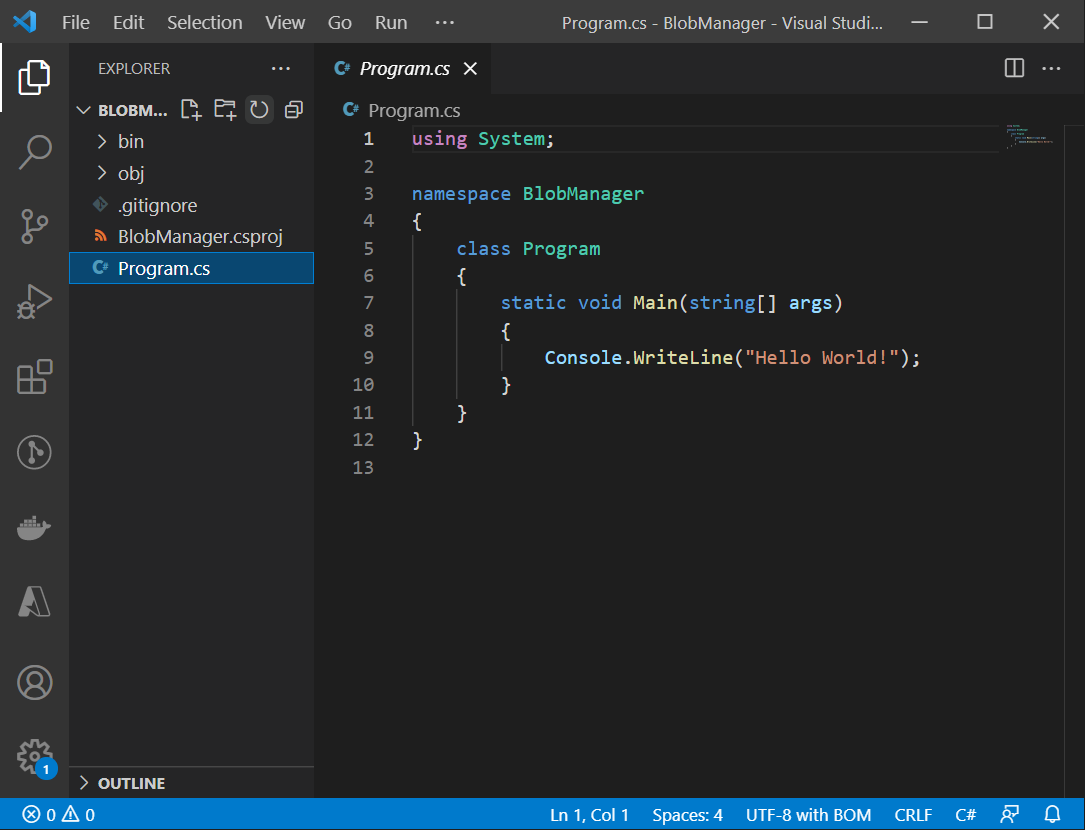 File Edit Selection View Go Run ··· Program.cs - BlobManager - Visual Studi...
EXPLORER
BLOBM...
bin
obj
.gitignore
BlobManager.csproj
Program.cs
OUTLINE
Program.cs
Program.cs
1 using System;
2
3 namespace BlobManager
4 {
5 class Program
6 {
7 static void Main(string[] args)
8 {
9 Console.WriteLine("Hello World!");
10 }
11 }
12 }
13
1
0 0 Ln 1, Col 1 Spaces: 4 UTF-8 with BOM CRLF C#